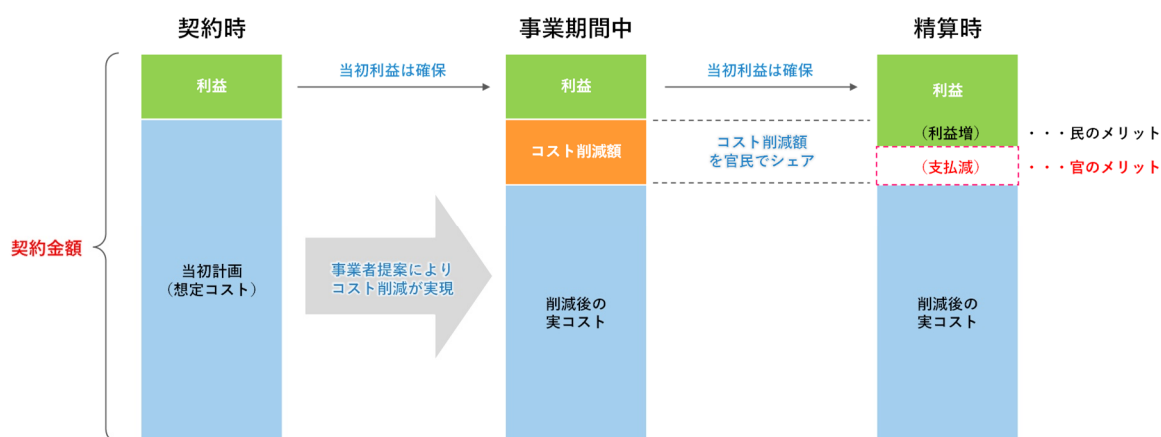 契約時
事業期間中
精算時
利益
当初利益は確保
利益
当初利益は確保
利益
(利益増)
・・・民のメリット
コスト削減額
コスト削減額
を官民でシェア
(支払減)
・・・官のメリット
契約金額
当初計画
(想定コスト)
事業者提案により
コスト削減が実現
削減後の
実コスト
削減後の
実コスト